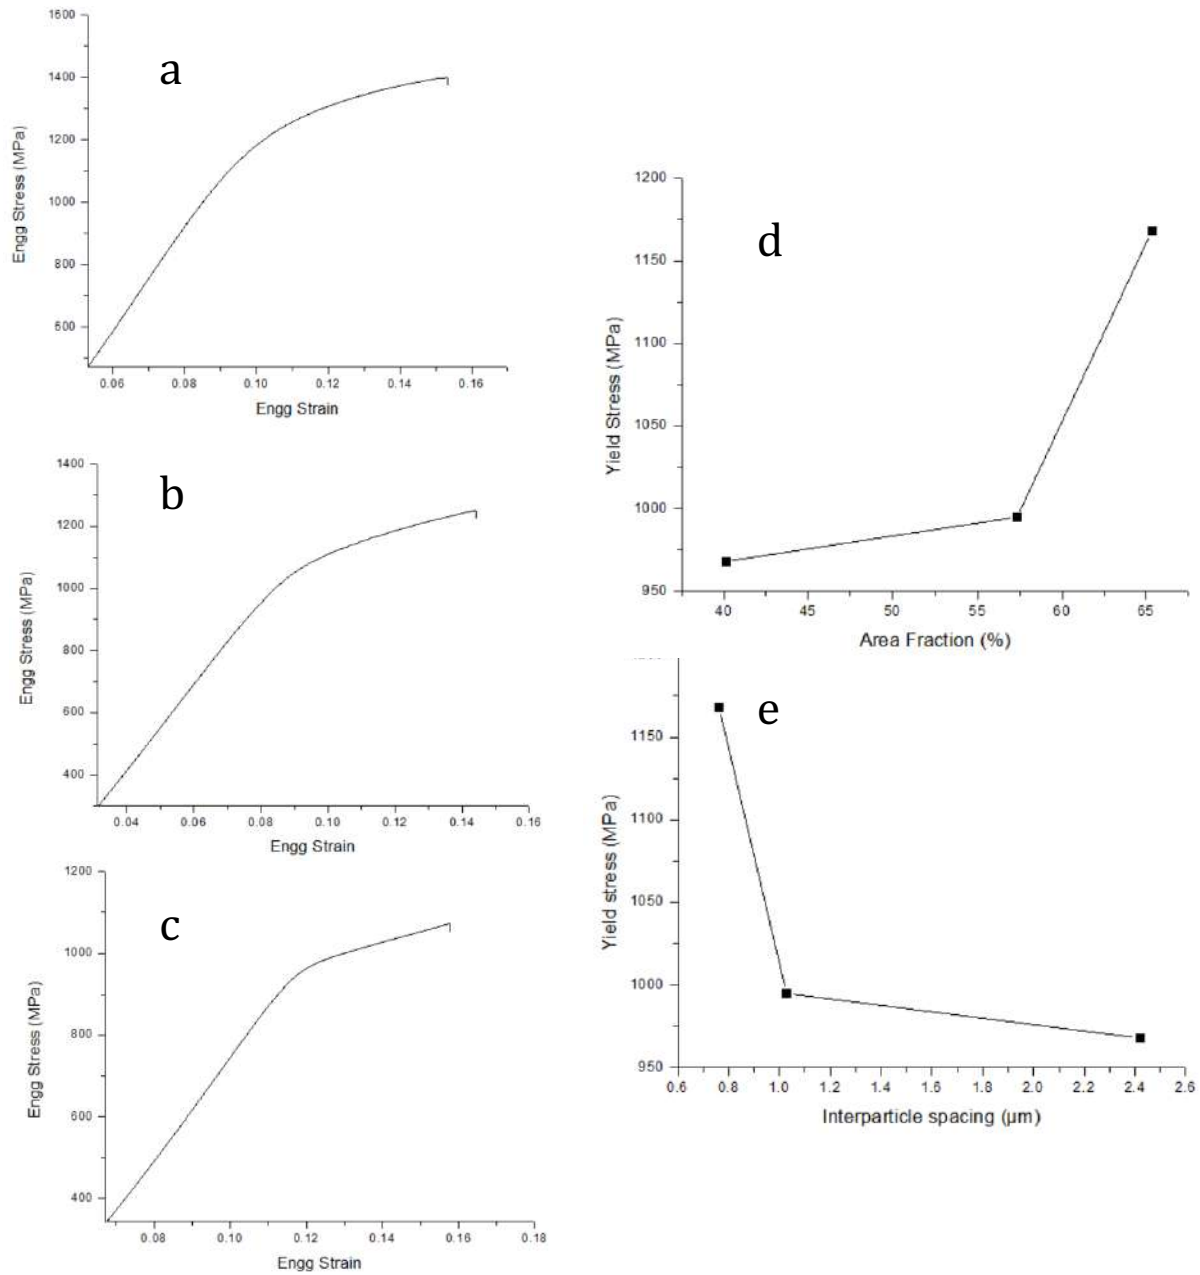 a
1600
1400
1200
1000
800
600
Engg Stress (MPa)
0.06 0.08 0.10 0.12 0.14 0.16
Engg Strain
b
1400
1200
1000
800
600
400
Engg Stress (MPa)
0.04 0.06 0.08 0.10 0.12 0.14 0.16
Engg Strain
c
1200
1000
800
600
400
Engg Stress (MPa)
0.08 0.10 0.12 0.14 0.16 0.18
Engg Strain
d
1200
1150
1100
1050
1000
950
Yield Stress (MPa)
40 45 50 55 60 65
Area Fraction (%)
e
1150
1100
1050
1000
950
Yield stress (MPa)
0.6 0.8 1.0 1.2 1.4 1.6 1.8 2.0 2.2 2.4 2.6
Interparticle spacing (μm)